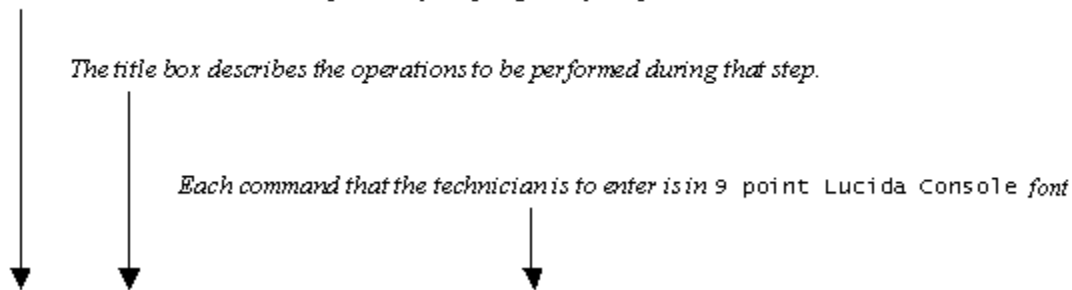 The title box describes the operations to be performed during that step.
Each command that the technician is to enter is in 9 point Lucida Console font